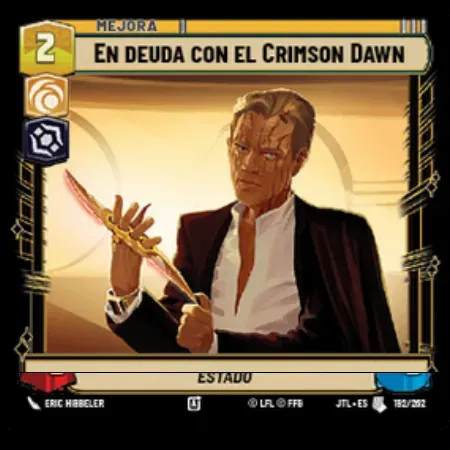 MEJORA
2
EN DEUDA CON EL CRIMSON DAWN
ESTADO
ERIC HIBBELER
© LFL © FFG
JTL • ES
192/262